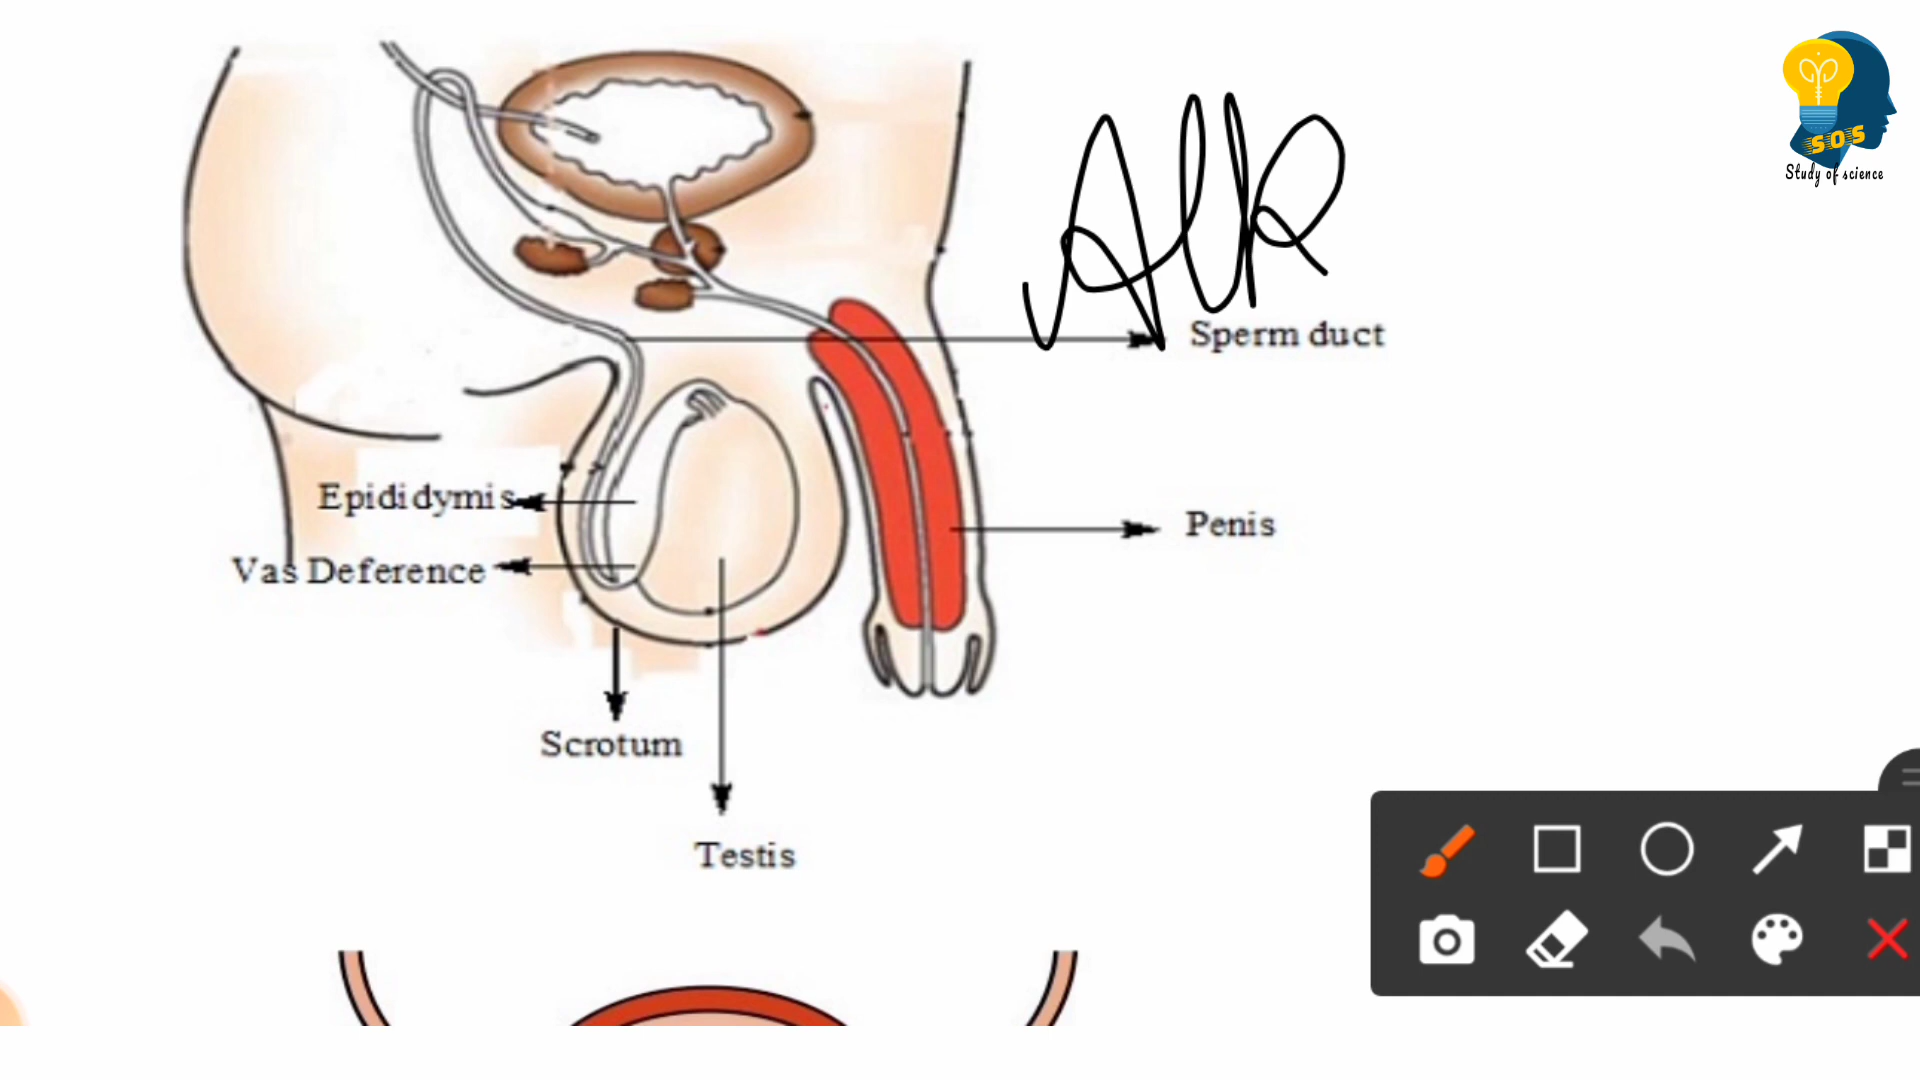 SOS
Study of science
Sperm duct
Epididymis
Penis
Vas Deference
Scrotum
Testis